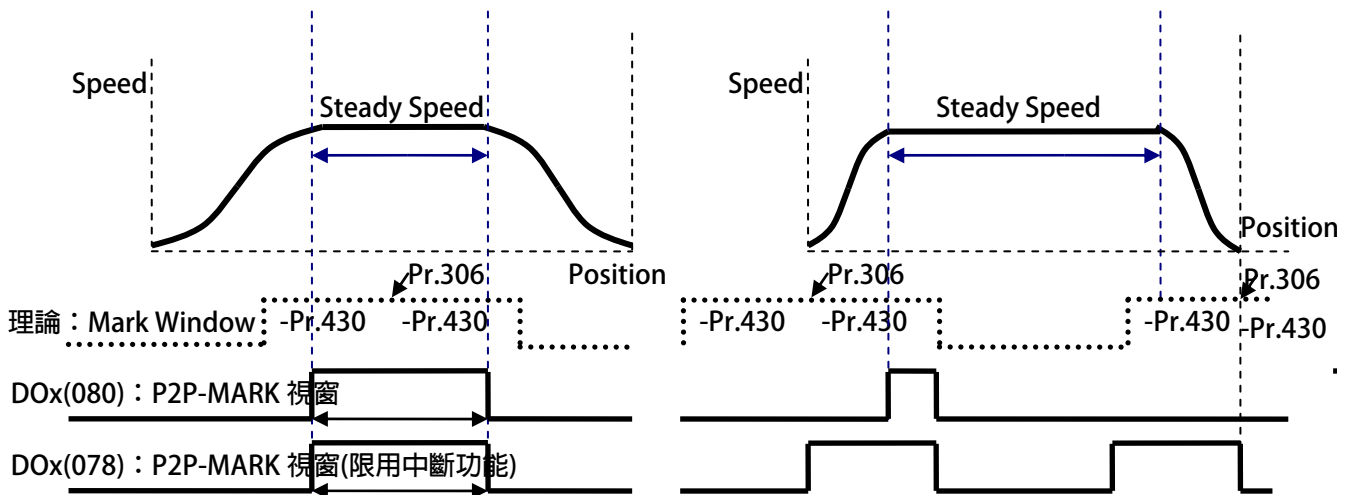 Speed
Steady Speed
Speed
Steady Speed
Position
Position
Pr.306
Pr.306
Pr.306
理論：Mark Window
-Pr.430
-Pr.430
-Pr.430
-Pr.430
-Pr.430
-Pr.430
DOx(080)：P2P-MARK 視窗
DOx(078)：P2P-MARK 視窗(限用中斷功能)